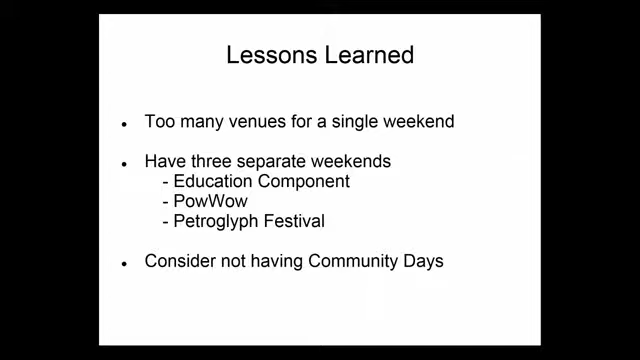 Lessons Learned
• Too many venues for a single weekend
• Have three separate weekends
- Education Component
- PowWow
- Petroglyph Festival
• Consider not having Community Days